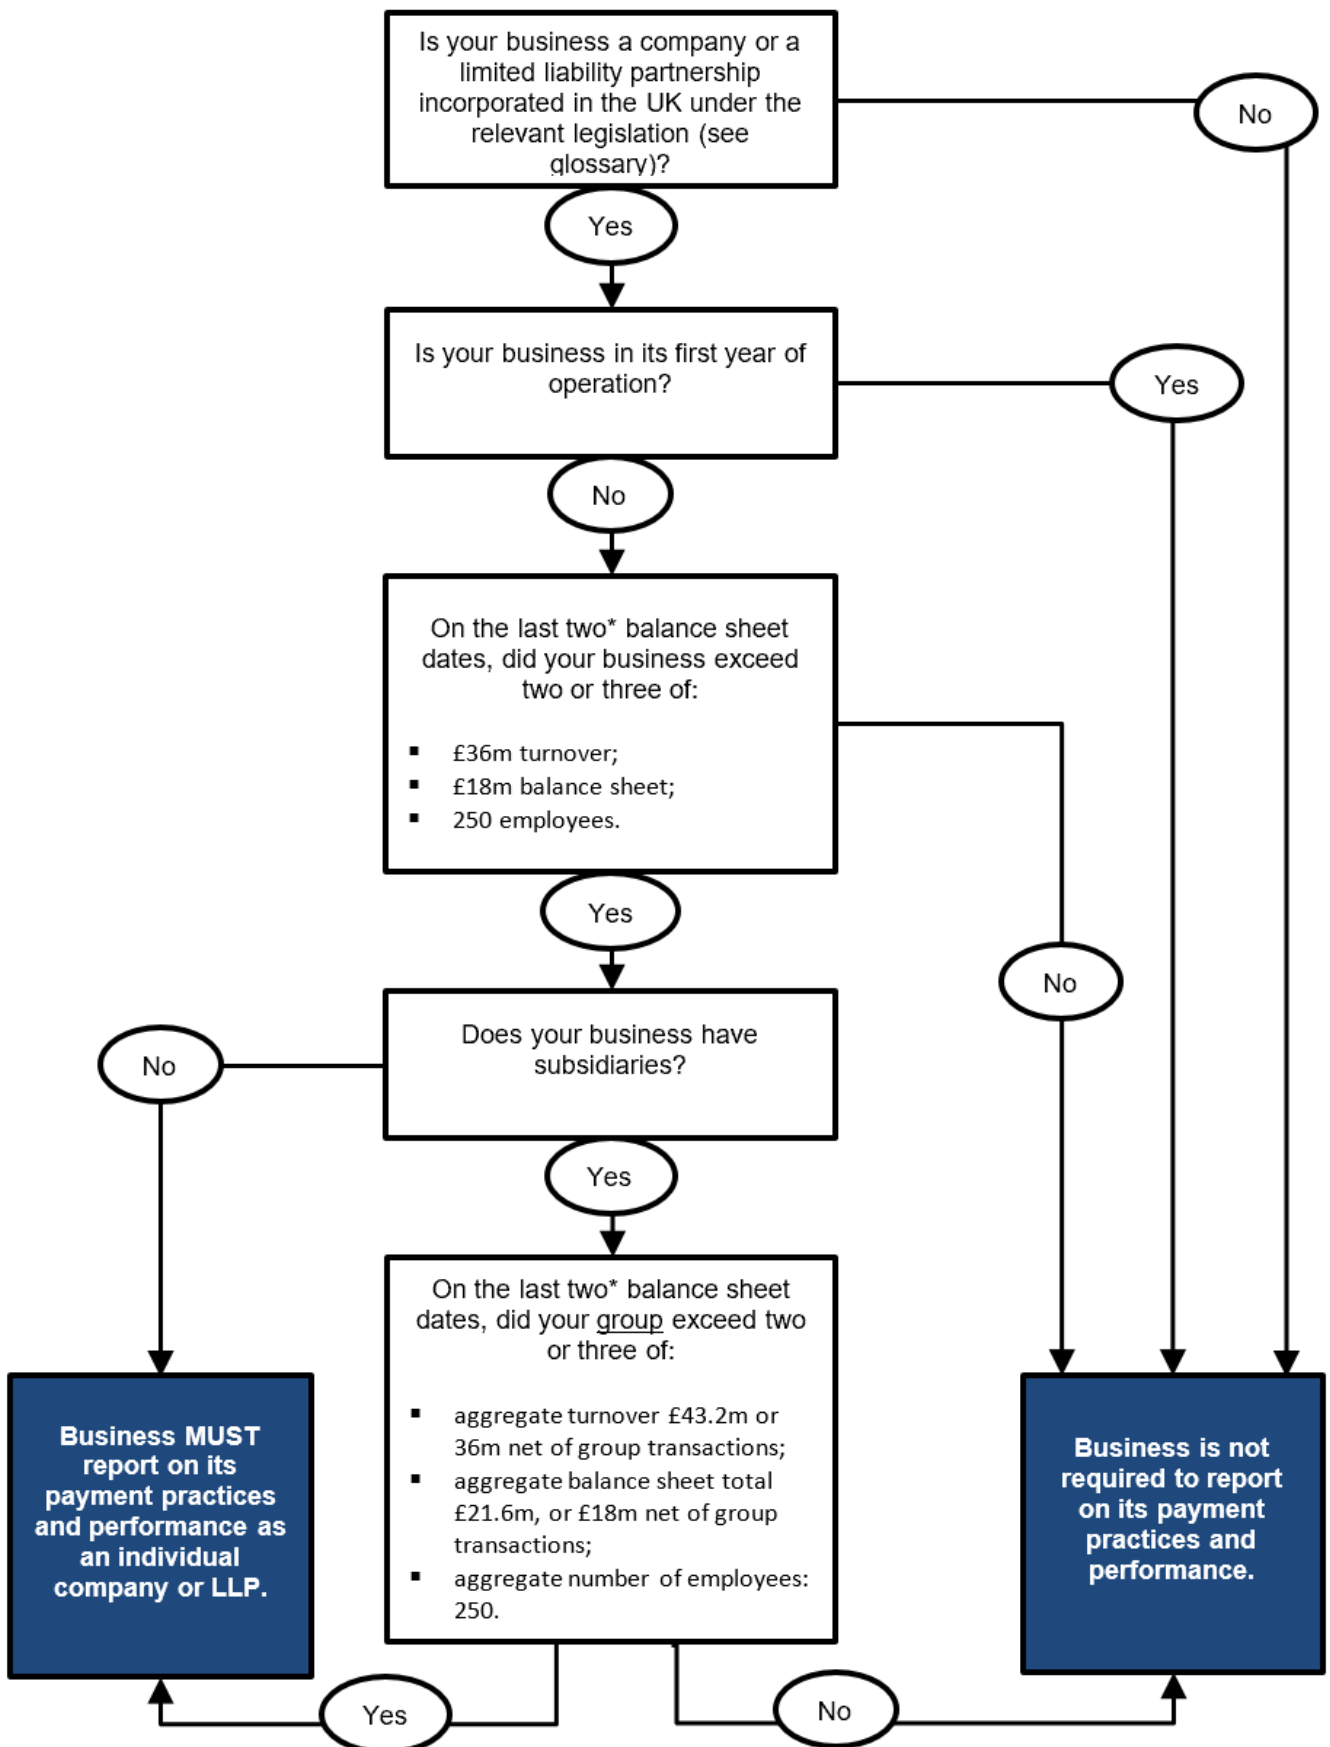 Is your business a company or a
limited liability partnership
incorporated in the UK under the
relevant legislation (see
glossary)?
No
Yes
Is your business in its first year of
operation?
Yes
No
On the last two* balance sheet
dates, did your business exceed
two or three of:
▪ £36m turnover;
▪ £18m balance sheet;
▪ 250 employees.
Yes
No
Does your business have
subsidiaries?
No
Yes
On the last two* balance sheet
dates, did your group exceed two
or three of:
▪ aggregate turnover £43.2m or
36m net of group transactions;
▪ aggregate balance sheet total
£21.6m, or £18m net of group
transactions;
▪ aggregate number of employees:
250.
Business MUST
report on its
payment practices
and performance as
an individual
company or LLP.
Business is not
required to report
on its payment
practices and
performance.
Yes
No